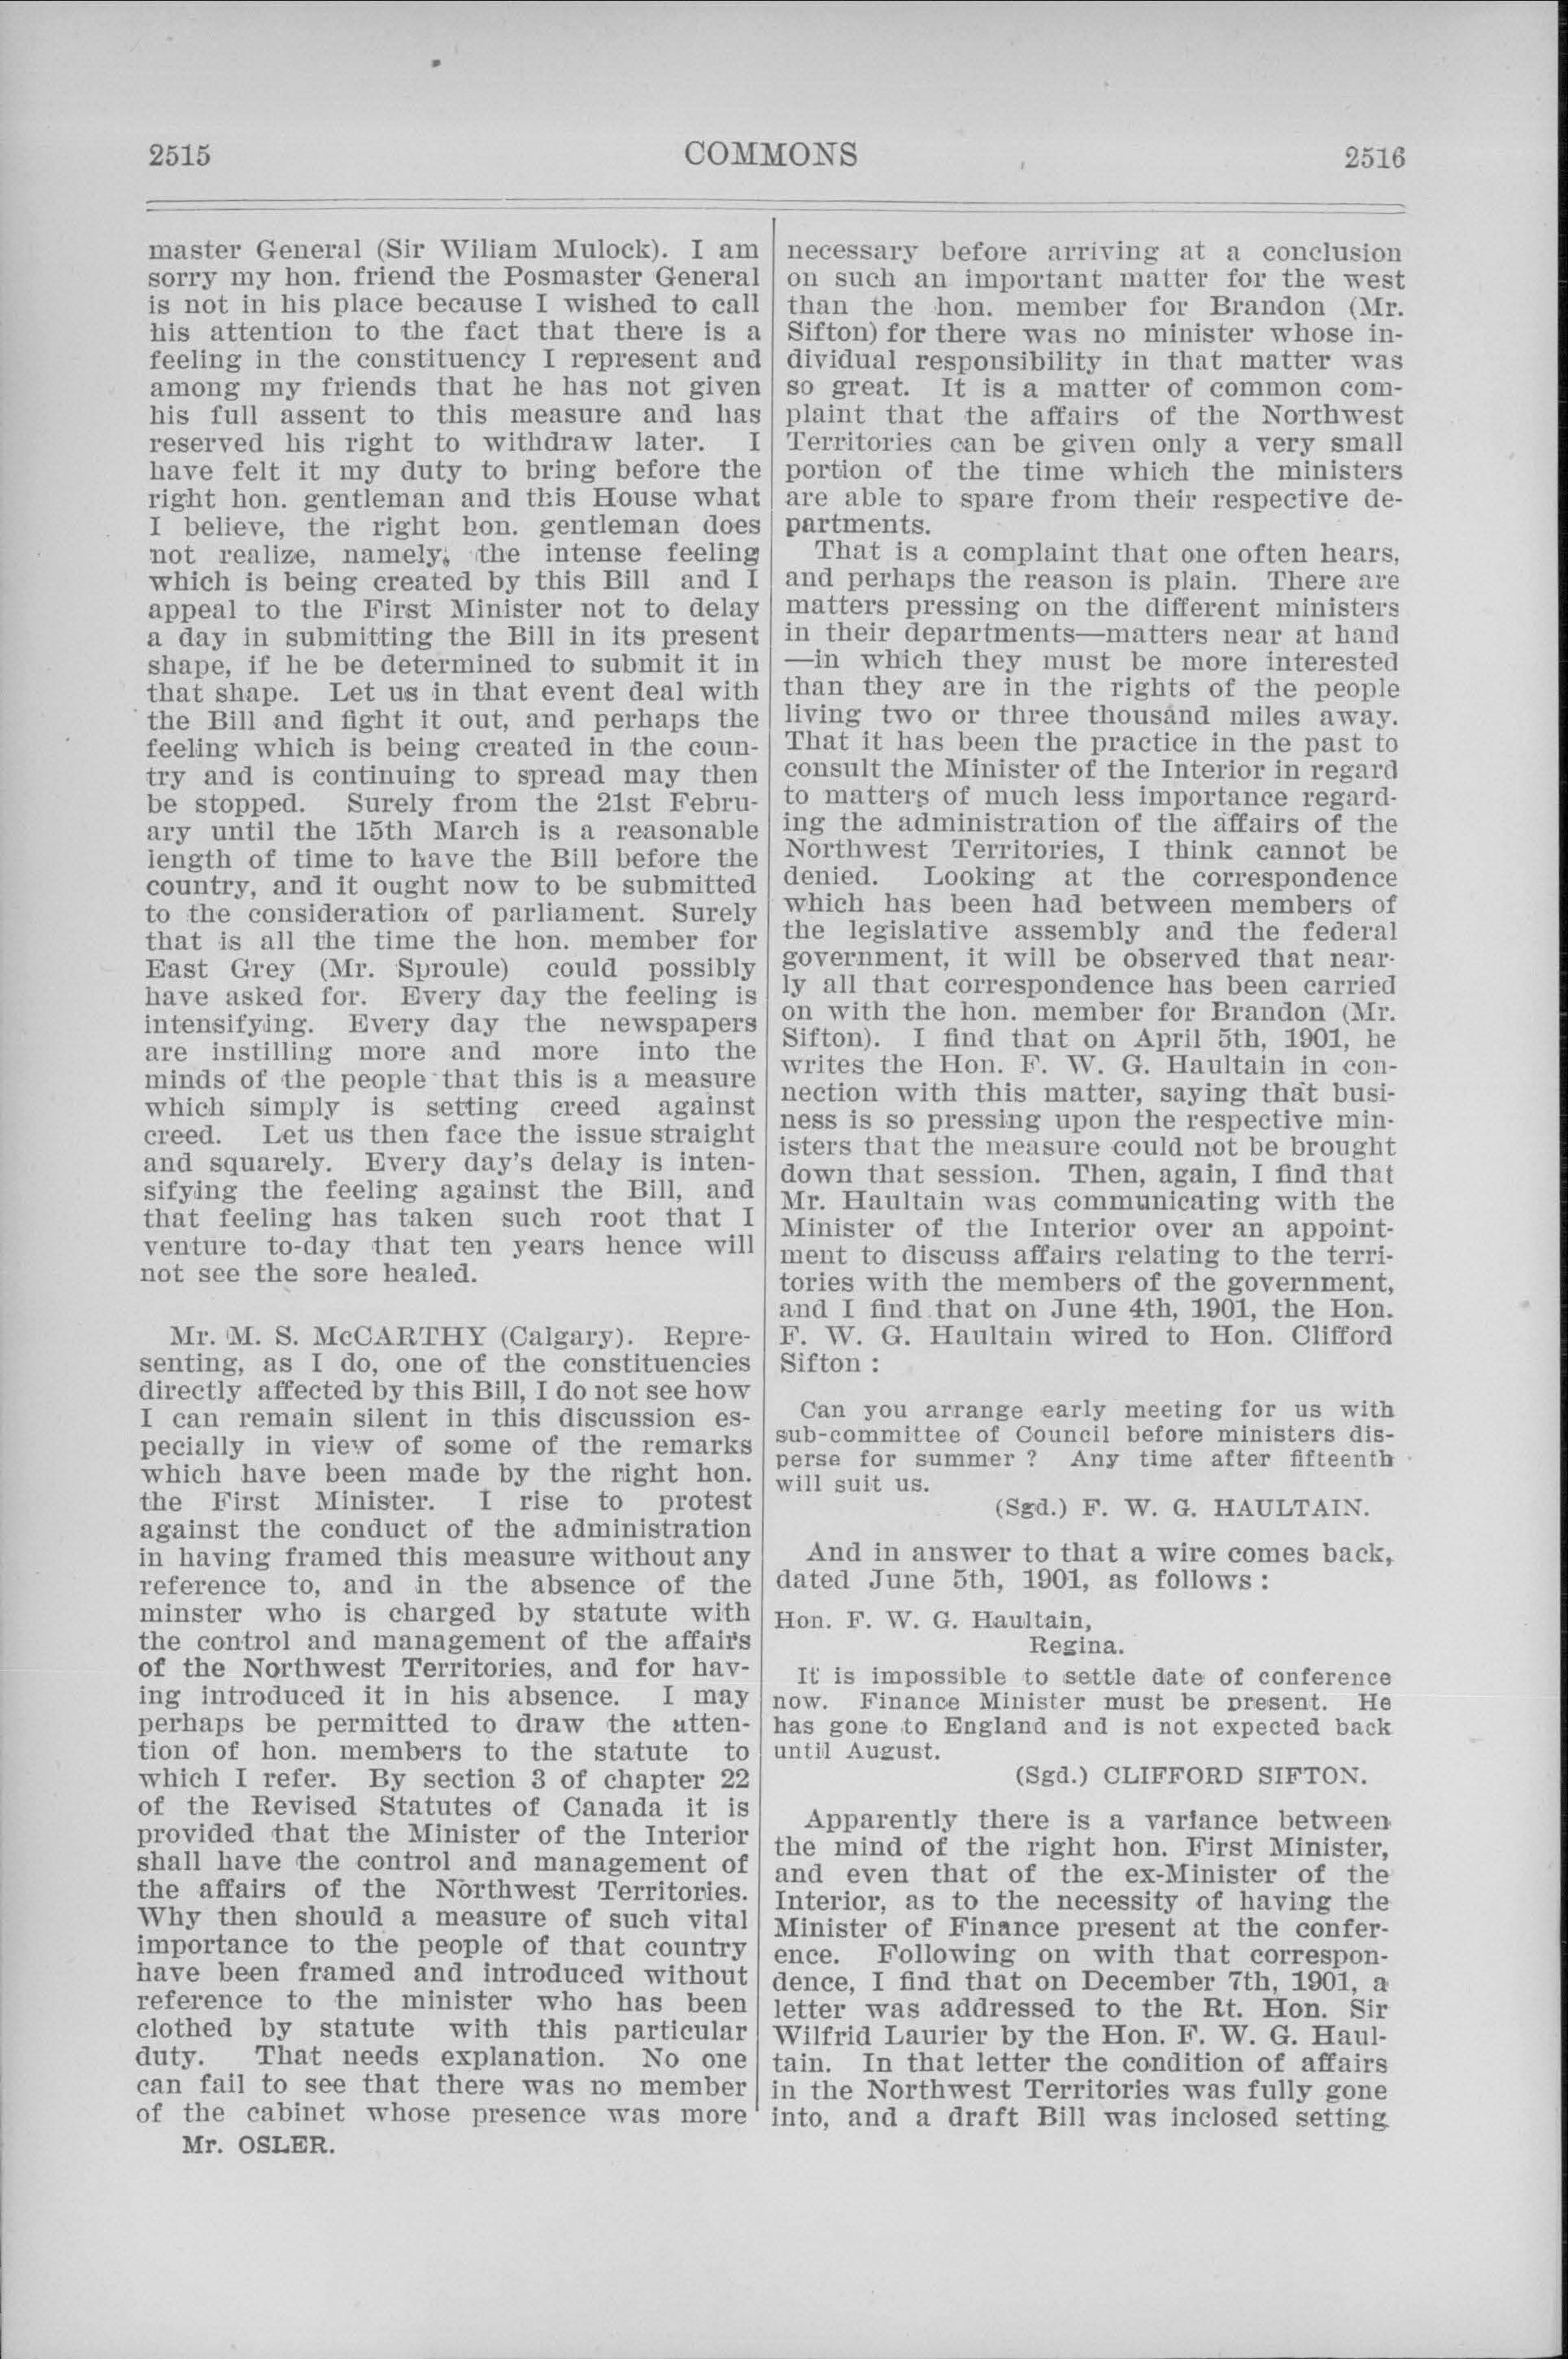 2515
COMMONS
2516
master General (Sir Wiliam Mulock). I am
sorry my hon. friend the Posmaster General
is not in his place because I wished to call
his attention to the fact that there is a
feeling in the constituency I represent and
among my friends that he has not given
his full assent to this measure and has
reserved his right to withdraw later. I
have felt it my duty to bring before the
right hon. gentleman and this House what
I believe, the right hon. gentleman does
not realize, namely; the intense feeling
which is being created by this Bill and I
appeal to the First Minister not to delay
a day in submitting the Bill in its present
shape, if he be determined to submit it in
that shape. Let us in that event deal with
the Bill and fight it out, and perhaps the
feeling which is being created in the coun-
try and is continuing to spread may then
be stopped. Surely from the 21st Febru-
ary until the 15th March is a reasonable
length of time to have the Bill before the
country, and it ought now to be submitted
to the consideration of parliament. Surely
that is all the time the hon. member for
East Grey (Mr. Sproule) could possibly
have asked for. Every day the feeling is
intensifying. Every day the newspapers
are instilling more and more into the
minds of the people that this is a measure
which simply is setting creed against
creed. Let us then face the issue straight
and squarely. Every day's delay is inten-
sifying the feeling against the Bill, and
that feeling has taken such root that I
venture to-day that ten years hence will
not see the sore healed.
Mr. M. S. McCARTHY (Calgary). Repre-
senting, as I do, one of the constituencies
directly affected by this Bill, I do not see how
I can remain silent in this discussion es-
pecially in view of some of the remarks
which have been made by the right hon.
the First Minister. I rise to protest
against the conduct of the administration
in having framed this measure without any
reference to, and in the absence of the
minster who is charged by statute with
the control and management of the affairs
of the Northwest Territories, and for hav-
ing introduced it in his absence. I may
perhaps be permitted to draw the atten-
tion of hon. members to the statute to
which I refer. By section 3 of chapter 22
of the Revised Statutes of Canada it is
provided that the Minister of the Interior
shall have the control and management of
the affairs of the Northwest Territories.
Why then should a measure of such vital
importance to the people of that country
have been framed and introduced without
reference to the minister who has been
clothed by statute with this particular
duty. That needs explanation. No one
can fail to see that there was no member
of the cabinet whose presence was more
Mr. OSLER.
necessary before arriving at a conclusion
on such an important matter for the west
than the hon. member for Brandon (Mr.
Sifton) for there was no minister whose in-
dividual responsibility in that matter was
so great. It is a matter of common com-
plaint that the affairs of the Northwest
Territories can be given only a very small
portion of the time which the ministers
are able to spare from their respective de-
partments.
That is a complaint that one often hears,
and perhaps the reason is plain. There are
matters pressing on the different ministers
in their departments—matters near at hand
—in which they must be more interested
than they are in the rights of the people
living two or three thousand miles away.
That it has been the practice in the past to
consult the Minister of the Interior in regard
to matters of much less importance regard-
ing the administration of the affairs of the
Northwest Territories, I think cannot be
denied. Looking at the correspondence
which has been had between members of
the legislative assembly and the federal
government, it will be observed that near-
ly all that correspondence has been carried
on with the hon. member for Brandon (Mr.
Sifton). I find that on April 5th, 1901, he
writes the Hon. F. W. G. Haultain in con-
nection with this matter, saying that busi-
ness is so pressing upon the respective min-
isters that the measure could not be brought
down that session. Then, again, I find that
Mr. Haultain was communicating with the
Minister of the Interior over an appoint-
ment to discuss affairs relating to the terri-
tories with the members of the government,
and I find that on June 4th, 1901, the Hon.
F. W. G. Haultain wired to Hon. Clifford
Sifton :
Can you arrange early meeting for us with
sub-committee of Council before ministers dis-
perse for summer ? Any time after fifteenth
will suit us.
(Sgd.) F. W. G. HAULTAIN.
And in answer to that a wire comes back,
dated June 5th, 1901, as follows :
Hon. F. W. G. Haultain,
Regina.
It is impossible to settle date of conference
now. Finance Minister must be present. He
has gone to England and is not expected back
until August.
(Sgd.) CLIFFORD SIFTON.
Apparently there is a variance between
the mind of the right hon. First Minister,
and even that of the ex-Minister of the
Interior, as to the necessity of having the
Minister of Finance present at the confer-
ence. Following on with that correspon-
dence, I find that on December 7th, 1901, a
letter was addressed to the Rt. Hon. Sir
Wilfrid Laurier by the Hon. F. W. G. Haul-
tain. In that letter the condition of affairs
in the Northwest Territories was fully gone
into, and a draft Bill was inclosed setting